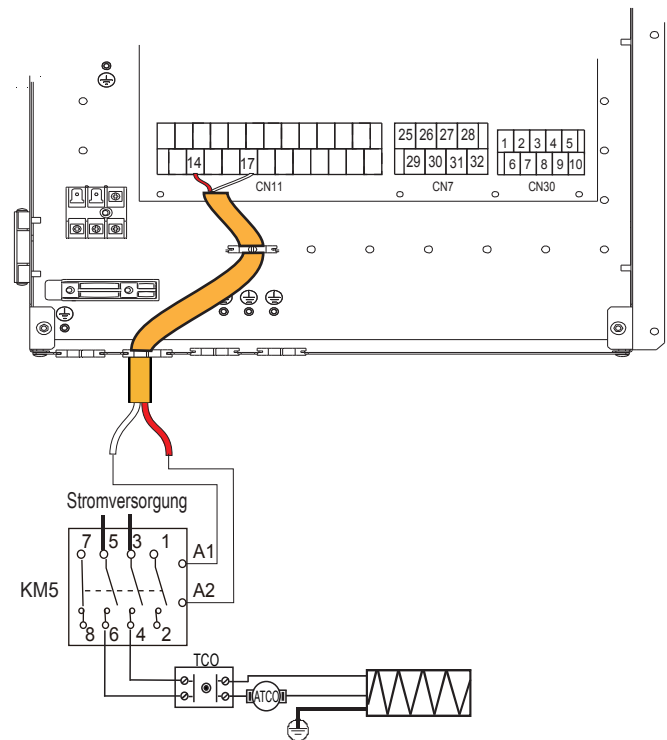 25 26 27 28
1 2 3 4 5
14 17
29 30 31 32
6 7 8 9 10
CN11
CN7
CN30
Stromversorgung
7 5 3 1
A1
KM5
A2
8 6 4 2
TCO
ATCO